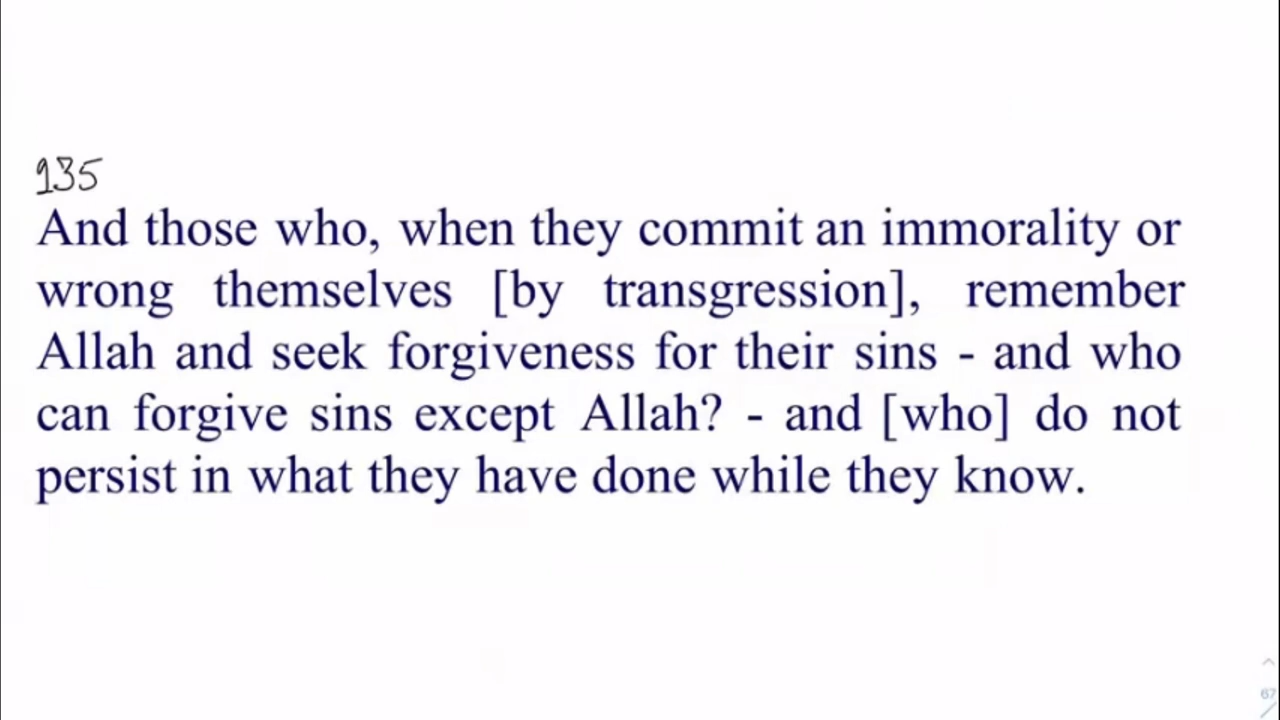 135
And those who, when they commit an immorality or
wrong themselves [by transgression], remember
Allah and seek forgiveness for their sins - and who
can forgive sins except Allah? - and [who] do not
persist in what they have done while they know.
67